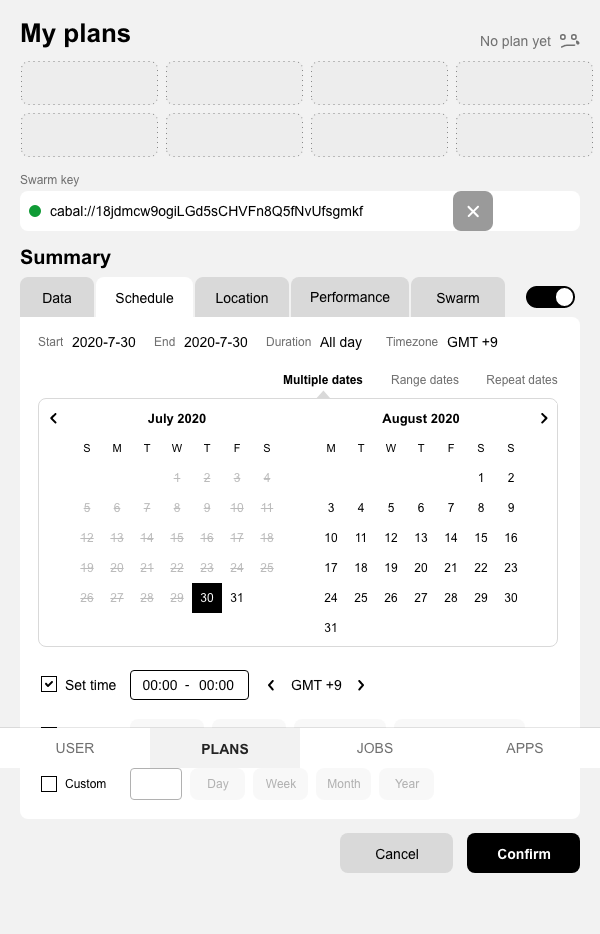 My plans
No plan yet
Swarm key
cabal://18jdmcw9ogiLGd5sCHVFn8Q5fNvUfsgmkf
Summary
Data Schedule Location Performance Swarm
Start 2020-7-30 End 2020-7-30 Duration All day Timezone GMT +9
Multiple dates Range dates Repeat dates
July 2020 August 2020
S M T W T F S M T W T F S S
1 2 3 4 1 2
5 6 7 8 9 10 11 3 4 5 6 7 8 9
12 13 14 15 16 17 18 10 11 12 13 14 15 16
19 20 21 22 23 24 25 17 18 19 20 21 22 23
26 27 28 29 30 31 24 25 26 27 28 29 30
31
Set time 00:00 - 00:00 GMT +9
USER PLANS JOBS APPS
Custom Day Week Month Year
Cancel Confirm